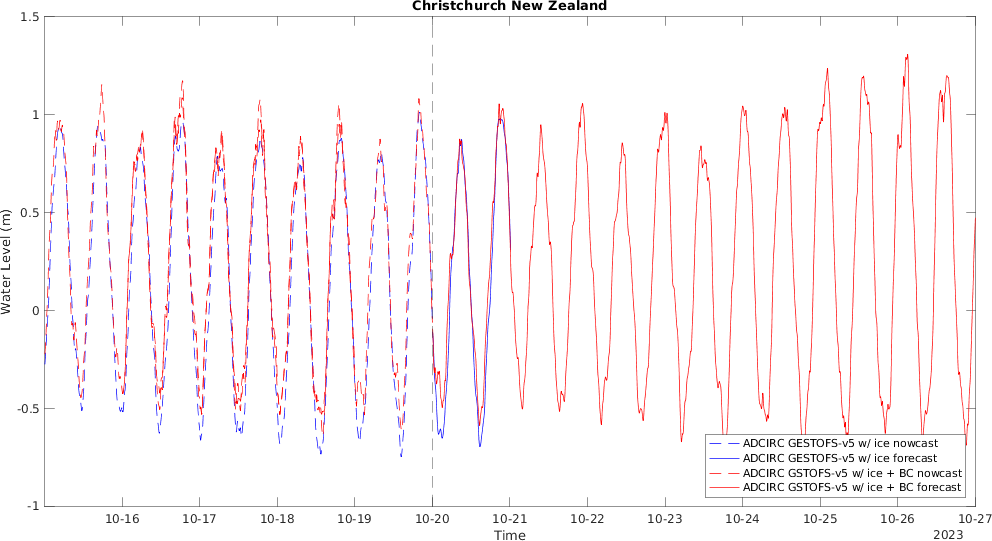 Christchurch New Zealand
1.5
1
0.5
0
-0.5
-1
Water Level (m)
ADCIRC GESTOFS-v5 w/ ice nowcast
ADCIRC GESTOFS-v5 w/ ice forecast
ADCIRC GSTOFS-v5 w/ ice + BC nowcast
ADCIRC GSTOFS-v5 w/ ice + BC forecast
10-16 10-17 10-18 10-19 10-20 10-21 10-22 10-23 10-24 10-25 10-26 10-27
Time
2023